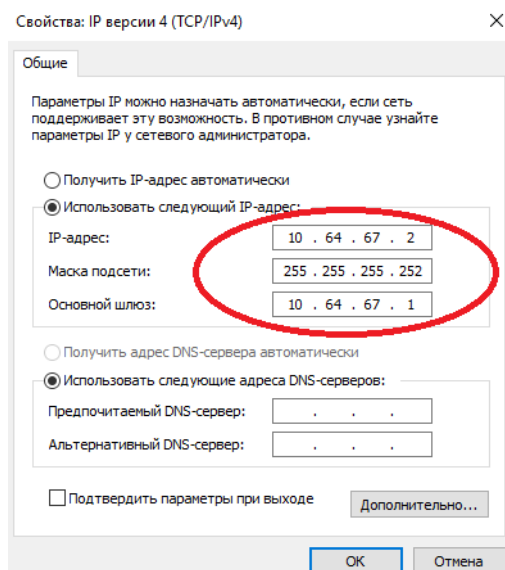 Свойства: IP версии 4 (TCP/IPv4)
Общие
Параметры IP можно назначать автоматически, если сеть
поддерживает эту возможность. В противном случае узнайте
параметры IP у сетевого администратора.
Получить IP-адрес автоматически
Использовать следующий IP-адрес:
IP-адрес: 10 . 64 . 67 . 2
Маска подсети: 255 . 255 . 255 . 252
Основной шлюз: 10 . 64 . 67 . 1
Получить адрес DNS-сервера автоматически
Использовать следующие адреса DNS-серверов:
Предпочитаемый DNS-сервер: . . .
Альтернативный DNS-сервер: . . .
Подтвердить параметры при выходе
Дополнительно...
ОК Отмена